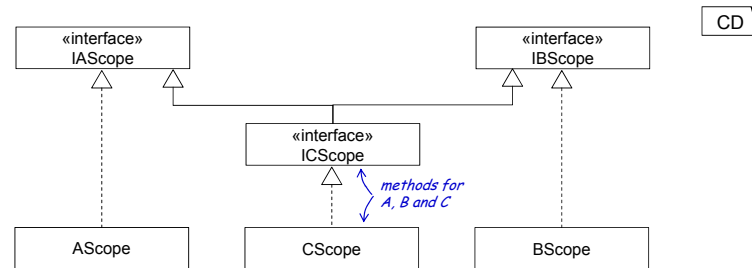 CD
«interface»
IAScope
«interface»
IBScope
«interface»
ICScope
methods for
A, B and C
AScope
CScope
BScope